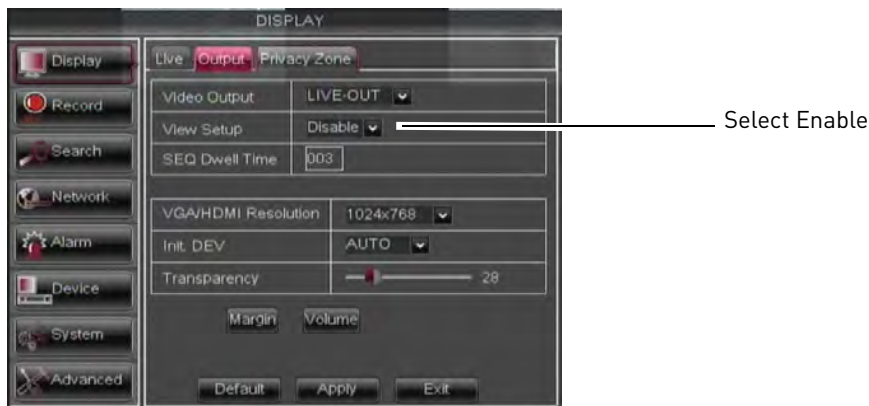 DISPLAY
Display
Record
Search
Network
Alarm
Device
System
Advanced
Live Output Privacy Zone
Video Output LIVE-OUT
View Setup Disable
SEQ Dwell Time 003
VGA/HDMI Resolution 1024x768
Init. DEV AUTO
Transparency 28
Margin Volume
Default Apply Exit
Select Enable